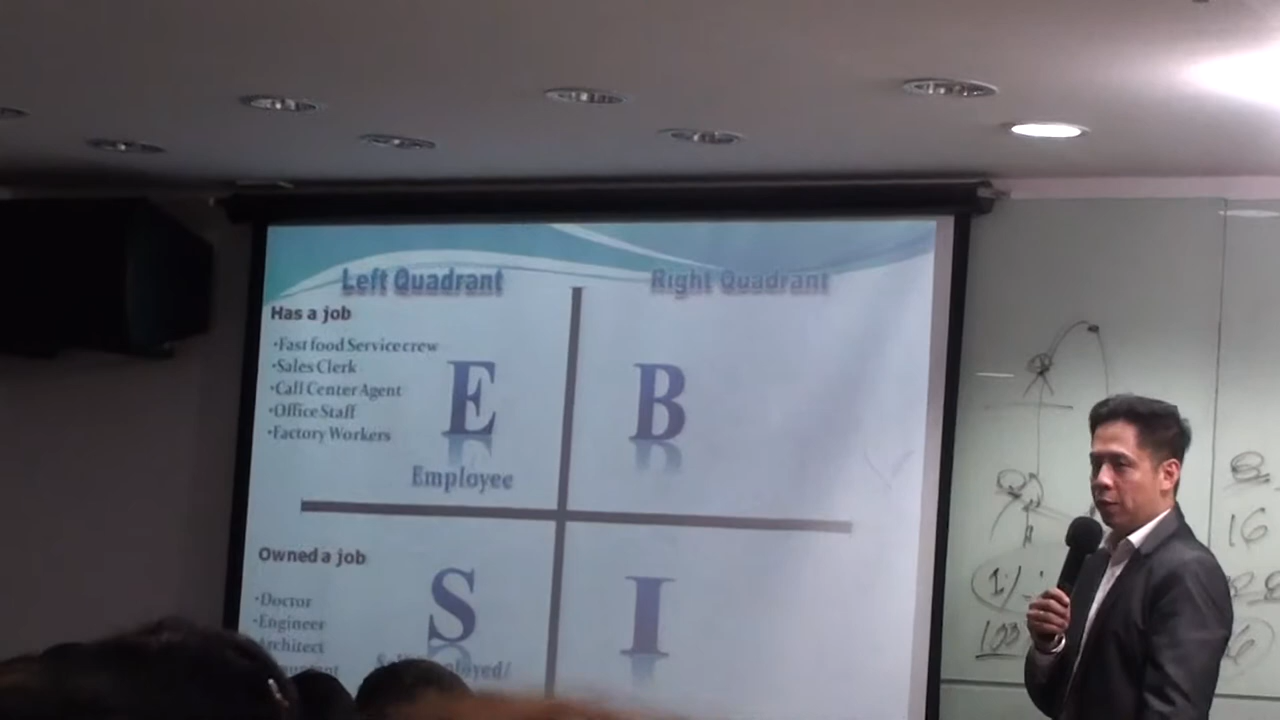 Left Quadrant
Right Quadrant
Has a job
•Fast food Service crew
•Sales Clerk
•Call Center Agent
•Office Staff
•Factory Workers
E
B
Employee
Owned a job
•Doctor
•Engineer
Architect
S
I
16
103